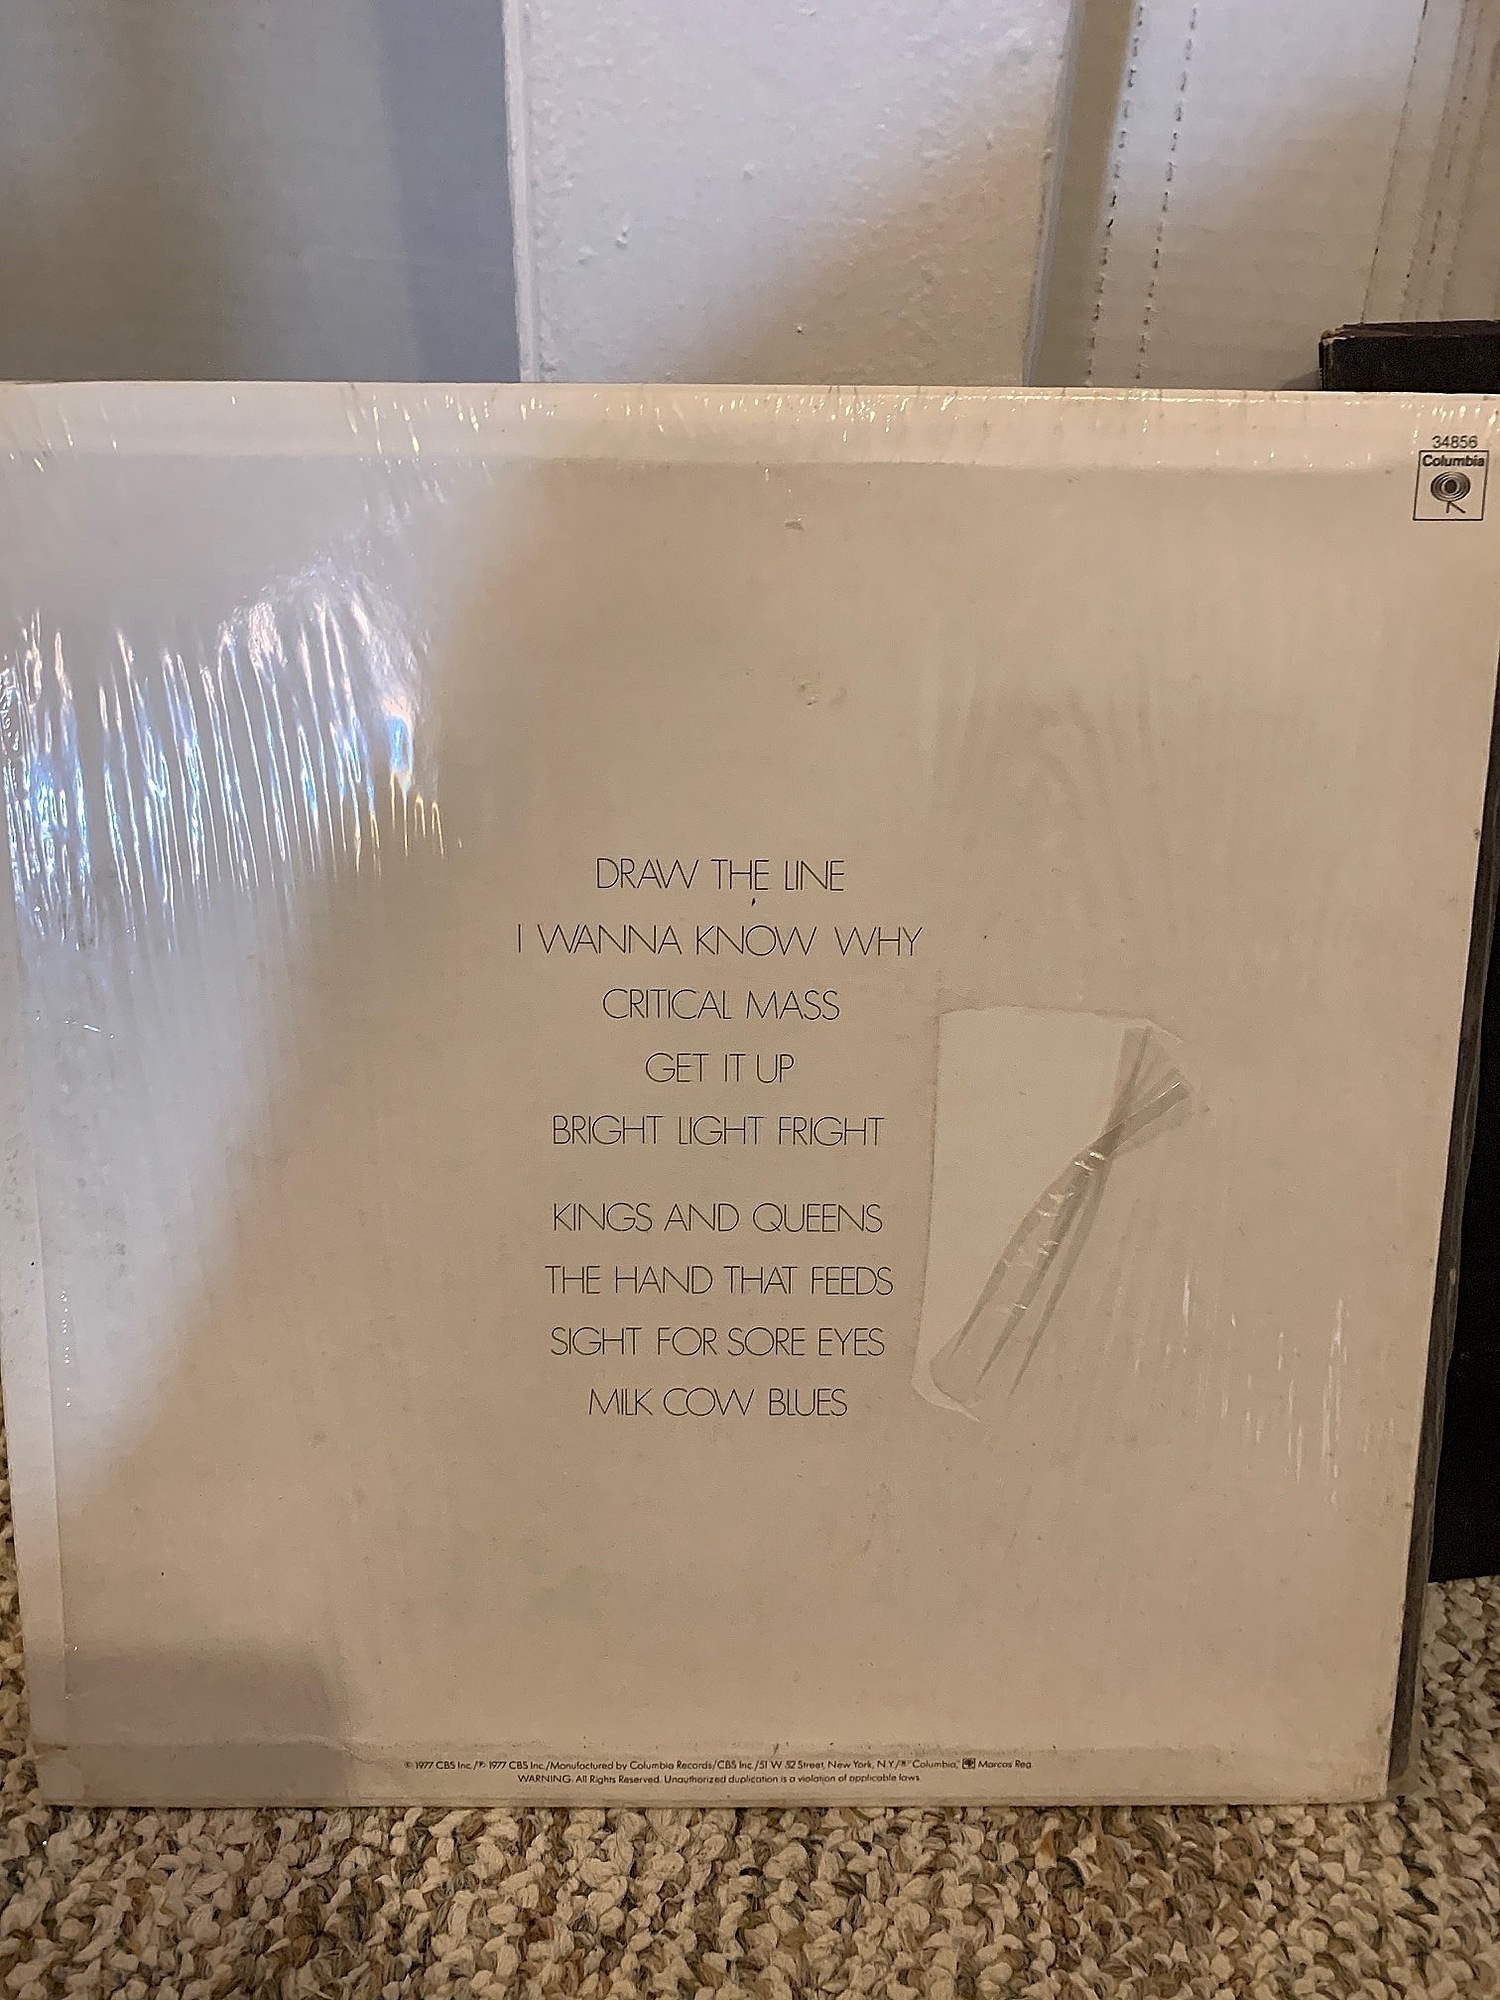 34856
Columbia
DRAW THE LINE
I WANNA KNOW WHY
CRITICAL MASS
GET IT UP
BRIGHT LIGHT FRIGHT
KINGS AND QUEENS
THE HAND THAT FEEDS
SIGHT FOR SORE EYES
MILK COW BLUES
© 1977 CBS Inc./℗ 1977 CBS Inc./Manufactured by Columbia Records/CBS Inc./51 W. 52 Street, New York, N.Y./® "Columbia," Marcas Reg.
WARNING: All Rights Reserved. Unauthorized duplication is a violation of applicable laws.